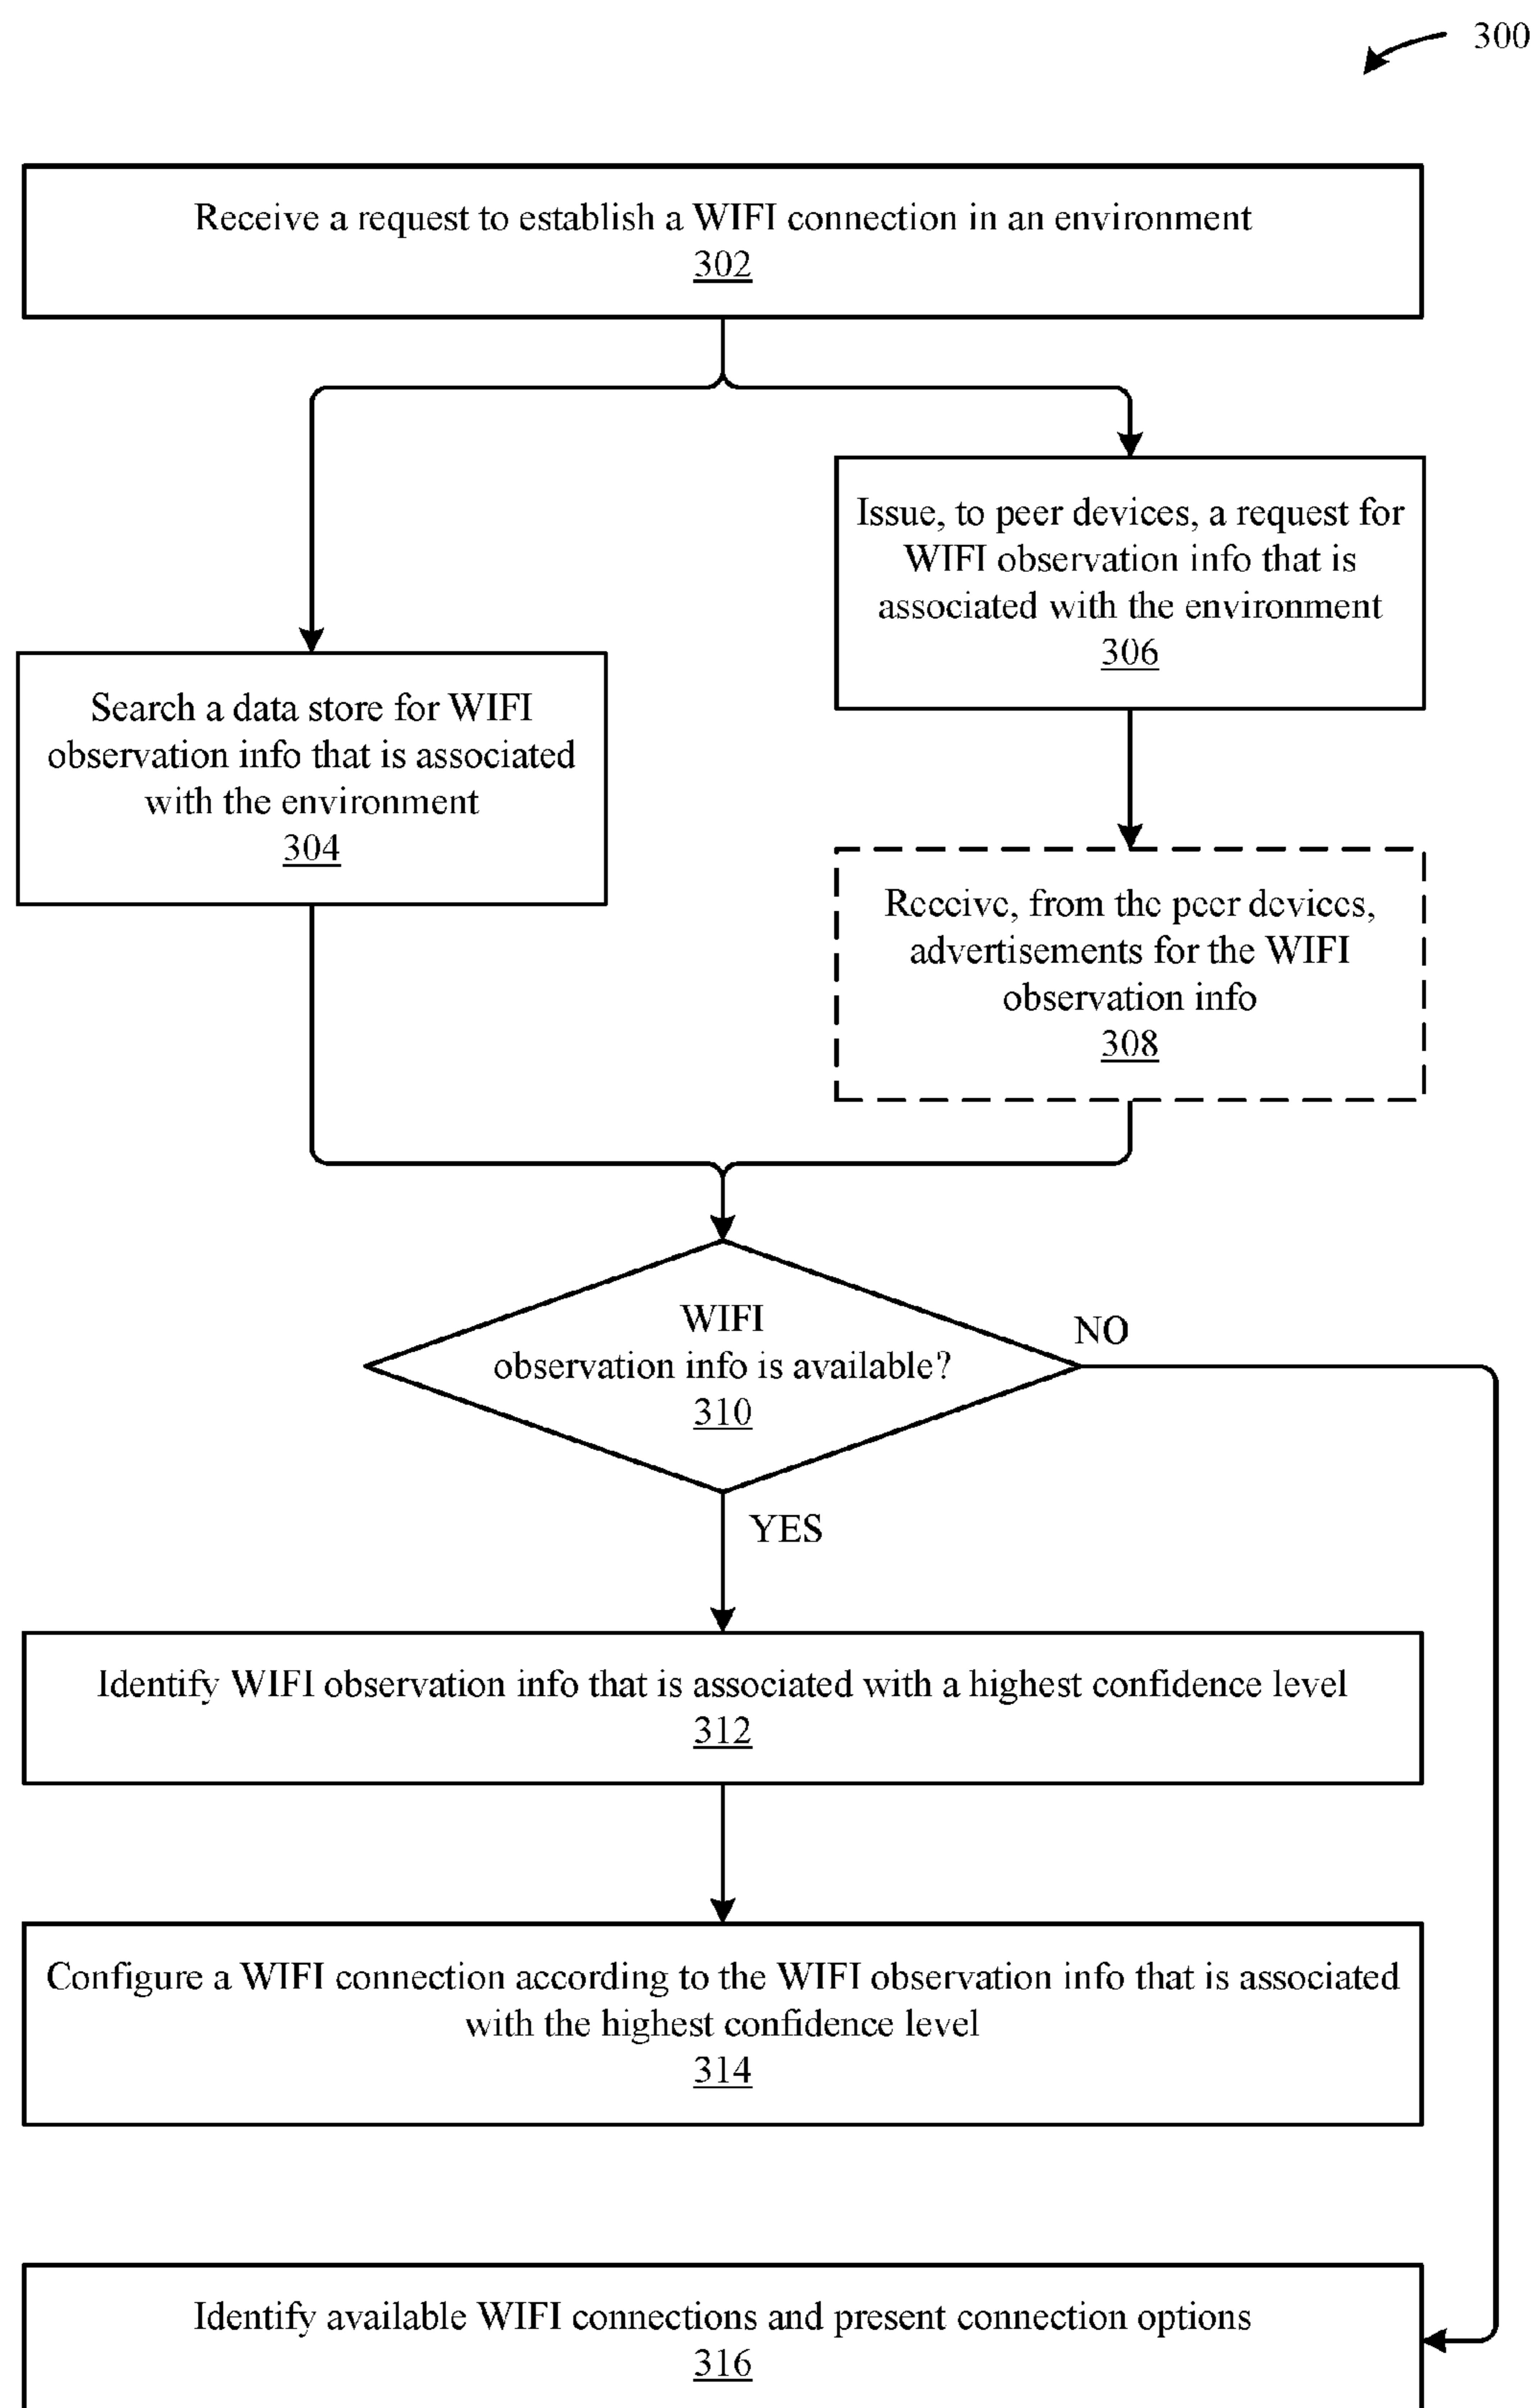 300
Receive a request to establish a WIFI connection in an environment
302
Issue, to peer devices, a request for
WIFI observation info that is
associated with the environment
306
Search a data store for WIFI
observation info that is associated
with the environment
304
Receive, from the peer devices,
advertisements for the WIFI
observation info
308
WIFI
observation info is available?
310
NO
YES
Identify WIFI observation info that is associated with a highest confidence level
312
Configure a WIFI connection according to the WIFI observation info that is associated
with the highest confidence level
314
Identify available WIFI connections and present connection options
316